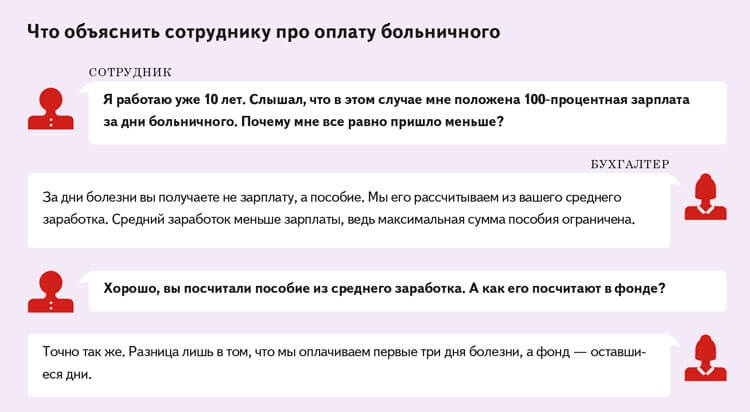 Что объяснить сотруднику про оплату больничного
СОТРУДНИК
Я работаю уже 10 лет. Слышал, что в этом случае мне положена 100-процентная зарплата
за дни больничного. Почему мне все равно пришло меньше?
БУХГАЛТЕР
За дни болезни вы получаете не зарплату, а пособие. Мы его рассчитываем из вашего среднего
заработка. Средний заработок меньше зарплаты, ведь максимальная сумма пособия ограничена.
Хорошо, вы посчитали пособие из среднего заработка. А как его посчитают в фонде?
Точно так же. Разница лишь в том, что мы оплачиваем первые три дня болезни, а фонд — оставши-
еся дни.